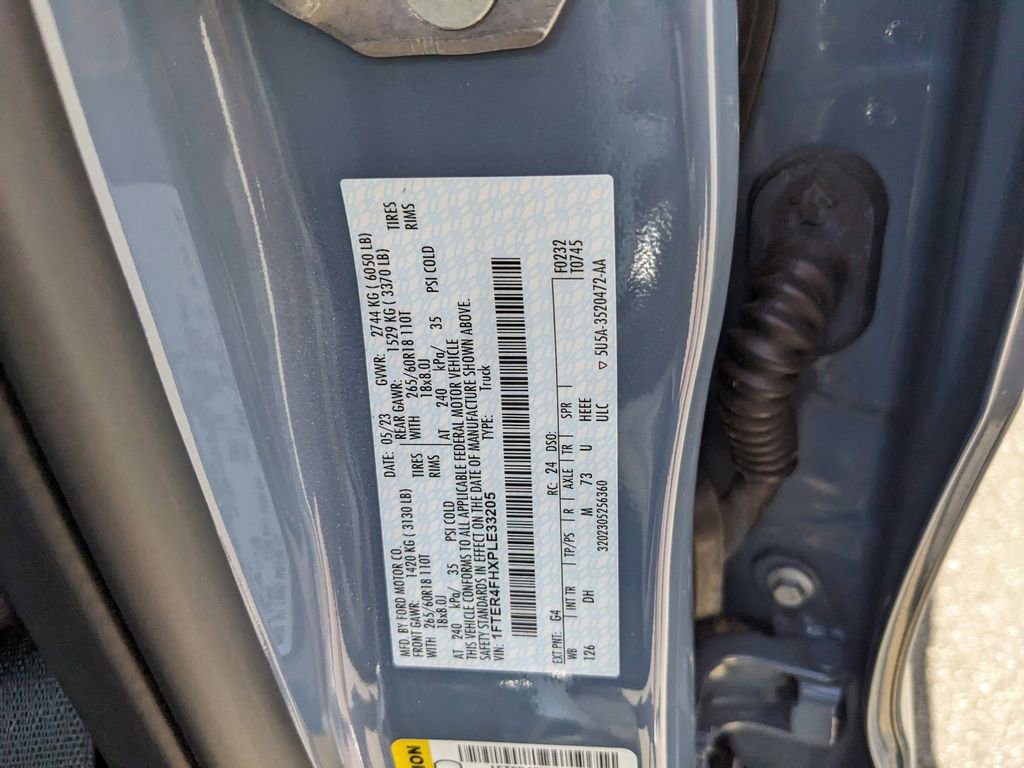 MFD. BY FORD MOTOR CO.
DATE: 05/23 GVWR: 2744 KG ( 6050 LB)
FRONT GAWR: 1420 KG ( 3130 LB) REAR GAWR: 1529 KG ( 3370 LB)
WITH 265/60R18 110T TIRES WITH 265/60R18 110T TIRES
18x8.0J RIMS 18x8.0J RIMS
AT 240 kPa/ 35 PSI COLD AT 240 kPa/ 35 PSI COLD
THIS VEHICLE CONFORMS TO ALL APPLICABLE FEDERAL MOTOR VEHICLE
SAFETY STANDARDS IN EFFECT ON THE DATE OF MANUFACTURE SHOWN ABOVE.
VIN: 1FTER4FHXPLE33205 TYPE: Truck
EXT PNT: G4 RC: 24 DSO: F0232
WB INT TR TP/PS R AXLE TR SPR T0745
126 DH M 73 U HEEE
3202305256360 ULC ▽ 5U5A-3520472-AA